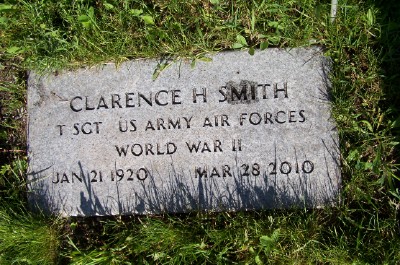 CLARENCE H SMITH
T SGT US ARMY AIR FORCES
WORLD WAR II
JAN 21 1920 MAR 28 2010